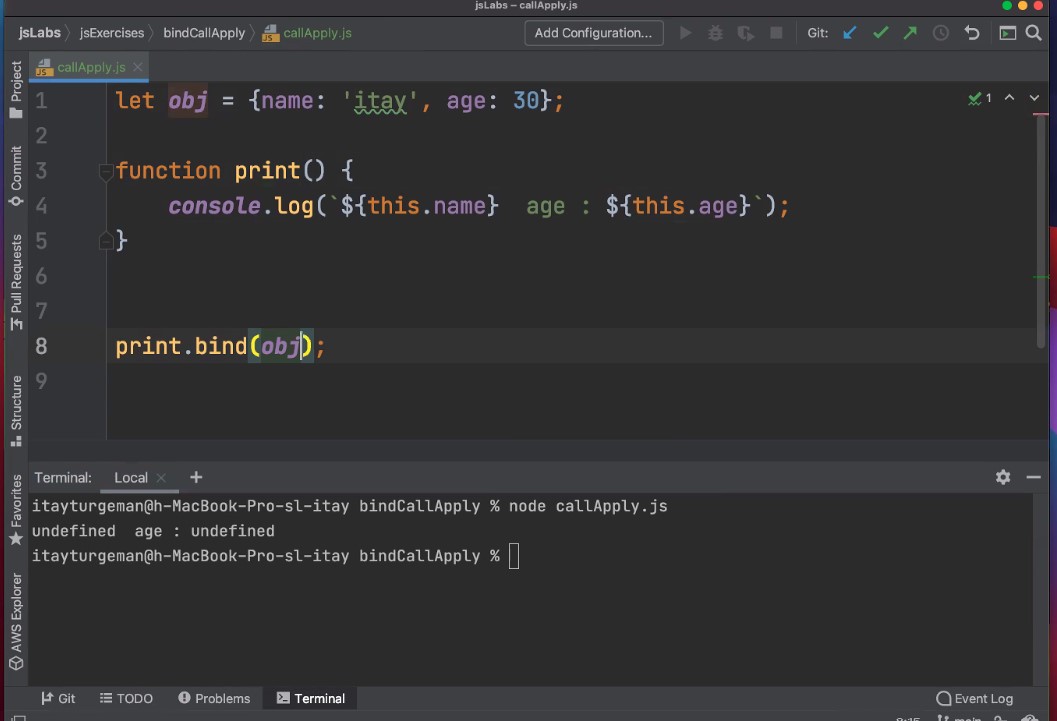 jsLabs – callApply.js
jsLabs jsExercises bindCallApply callApply.js Add Configuration... Git:
callApply.js
Project
Commit
Pull Requests
Structure
Favorites
AWS Explorer
1 let obj = {name: 'itay', age: 30};
2
3 function print() {
4 console.log(`${this.name}  age : ${this.age}`);
5 }
6
7
8 print.bind(obj);
9
1
Terminal: Local
itayturgeman@h-MacBook-Pro-sl-itay bindCallApply % node callApply.js
undefined  age : undefined
itayturgeman@h-MacBook-Pro-sl-itay bindCallApply %
Git TODO Problems Terminal Event Log